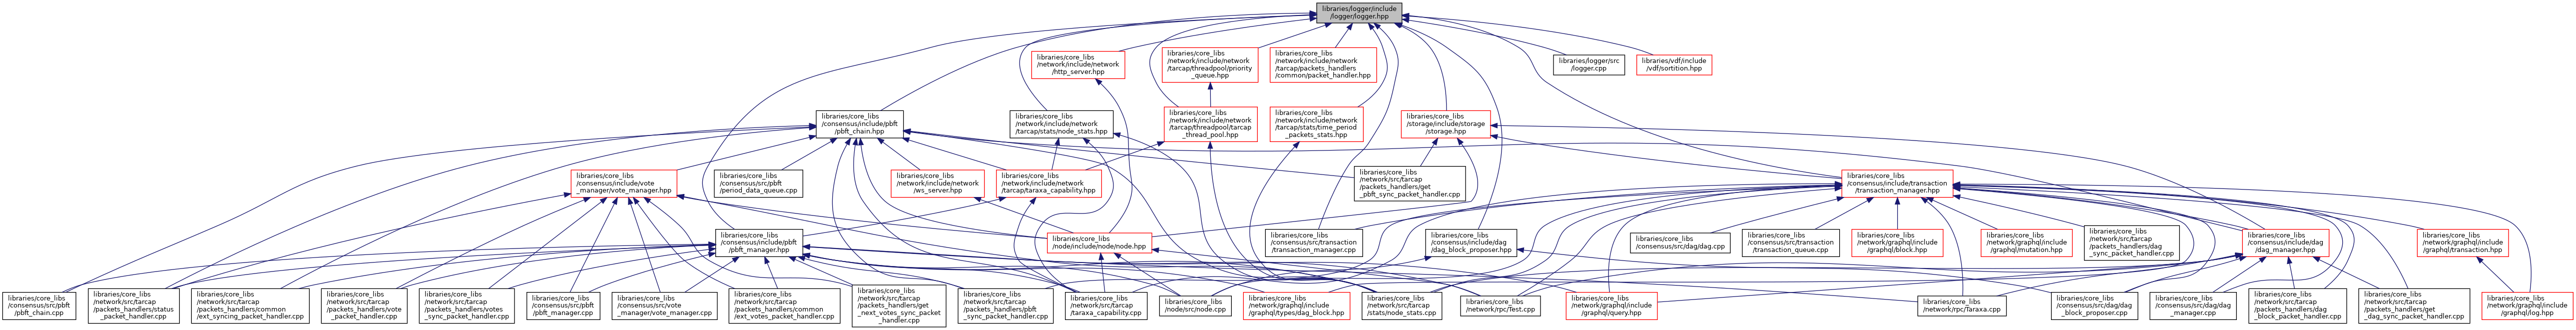 libraries/logger/include
/logger/logger.hpp
libraries/core_libs
/network/include/network
/http_server.hpp
libraries/core_libs
/network/include/network
/tarcap/threadpool/priority
_queue.hpp
libraries/core_libs
/network/include/network
/tarcap/packets_handlers
/common/packet_handler.hpp
libraries/logger/src
/logger.cpp
libraries/vdf/include
/vdf/sortition.hpp
libraries/core_libs
/consensus/include/pbft
/pbft_chain.hpp
libraries/core_libs
/network/include/network
/tarcap/stats/node_stats.hpp
libraries/core_libs
/network/include/network
/tarcap/threadpool/tarcap
_thread_pool.hpp
libraries/core_libs
/network/include/network
/tarcap/stats/time_period
_packets_stats.hpp
libraries/core_libs
/storage/include/storage
/storage.hpp
libraries/core_libs
/consensus/include/vote
_manager/vote_manager.hpp
libraries/core_libs
/consensus/src/pbft
/period_data_queue.cpp
libraries/core_libs
/network/include/network
/ws_server.hpp
libraries/core_libs
/network/include/network
/tarcap/taraxa_capability.hpp
libraries/core_libs
/network/src/tarcap
/packets_handlers/get
_pbft_sync_packet_handler.cpp
libraries/core_libs
/consensus/include/transaction
/transaction_manager.hpp
libraries/core_libs
/consensus/include/pbft
/pbft_manager.hpp
libraries/core_libs
/node/include/node/node.hpp
libraries/core_libs
/consensus/src/transaction
/transaction_manager.cpp
libraries/core_libs
/consensus/include/dag
/dag_block_proposer.hpp
libraries/core_libs
/consensus/src/dag/dag.cpp
libraries/core_libs
/consensus/src/transaction
/transaction_queue.cpp
libraries/core_libs
/network/graphql/include
/graphql/block.hpp
libraries/core_libs
/network/graphql/include
/graphql/mutation.hpp
libraries/core_libs
/network/src/tarcap
/packets_handlers/dag
_sync_packet_handler.cpp
libraries/core_libs
/consensus/include/dag
/dag_manager.hpp
libraries/core_libs
/network/graphql/include
/graphql/transaction.hpp
libraries/core_libs
/consensus/src/pbft
/pbft_chain.cpp
libraries/core_libs
/network/src/tarcap
/packets_handlers/status
_packet_handler.cpp
libraries/core_libs
/network/src/tarcap
/packets_handlers/common
/ext_syncing_packet_handler.cpp
libraries/core_libs
/network/src/tarcap
/packets_handlers/vote
_packet_handler.cpp
libraries/core_libs
/network/src/tarcap
/packets_handlers/votes
_sync_packet_handler.cpp
libraries/core_libs
/consensus/src/pbft
/pbft_manager.cpp
libraries/core_libs
/consensus/src/vote
_manager/vote_manager.cpp
libraries/core_libs
/network/src/tarcap
/packets_handlers/common
/ext_votes_packet_handler.cpp
libraries/core_libs
/network/src/tarcap
/packets_handlers/get
_next_votes_sync_packet
_handler.cpp
libraries/core_libs
/network/src/tarcap
/packets_handlers/pbft
_sync_packet_handler.cpp
libraries/core_libs
/network/src/tarcap
/taraxa_capability.cpp
libraries/core_libs
/node/src/node.cpp
libraries/core_libs
/network/graphql/include
/graphql/types/dag_block.hpp
libraries/core_libs
/network/src/tarcap
/stats/node_stats.cpp
libraries/core_libs
/network/rpc/Test.cpp
libraries/core_libs
/network/graphql/include
/graphql/query.hpp
libraries/core_libs
/network/rpc/Taraxa.cpp
libraries/core_libs
/consensus/src/dag/dag
_block_proposer.cpp
libraries/core_libs
/consensus/src/dag/dag
_manager.cpp
libraries/core_libs
/network/src/tarcap
/packets_handlers/dag
_block_packet_handler.cpp
libraries/core_libs
/network/src/tarcap
/packets_handlers/get
_dag_sync_packet_handler.cpp
libraries/core_libs
/network/graphql/include
/graphql/log.hpp